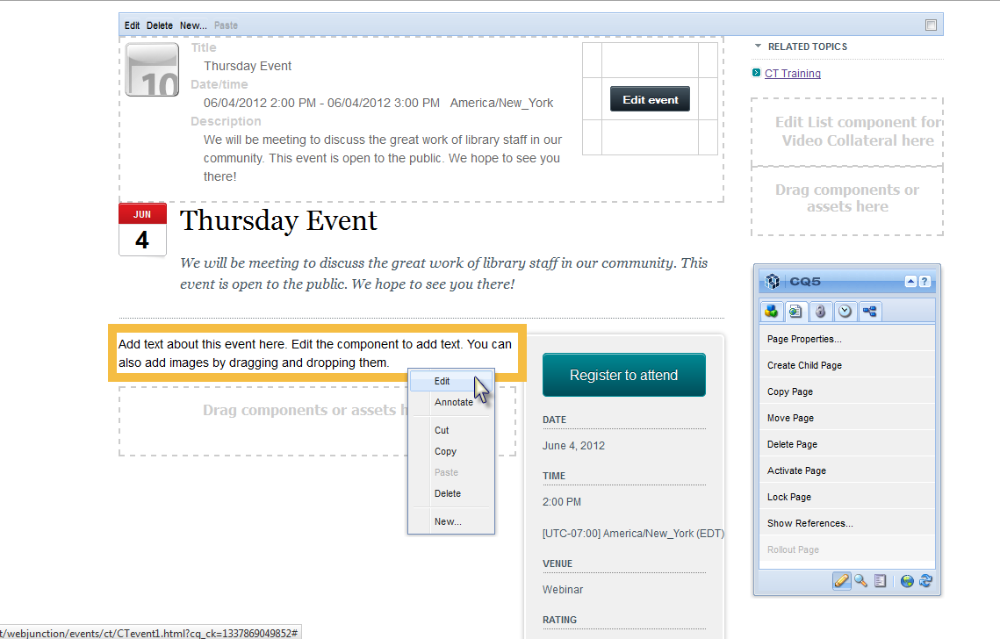 Edit Delete New... Paste
Title
Thursday Event
Date/time
06/04/2012 2:00 PM - 06/04/2012 3:00 PM America/New_York
Description
We will be meeting to discuss the great work of library staff in our
community. This event is open to the public. We hope to see you
there!
10
Edit event
JUN
4
Thursday Event
We will be meeting to discuss the great work of library staff in our community. This
event is open to the public. We hope to see you there!
Add text about this event here. Edit the component to add text. You can
also add images by dragging and dropping them.
Drag components or assets h
Edit
Annotate
Cut
Copy
Paste
Delete
New...
Register to attend
DATE
June 4, 2012
TIME
2:00 PM
[UTC-07:00] America/New_York (EDT)
VENUE
Webinar
RATING
RELATED TOPICS
CT Training
Edit List component for
Video Collateral here
Drag components or
assets here
CQ5
?
Page Properties...
Create Child Page
Copy Page
Move Page
Delete Page
Activate Page
Lock Page
Show References...
Rollout Page
t/webjunction/events/ct/CTevent1.html?cq_ck=1337869049852#